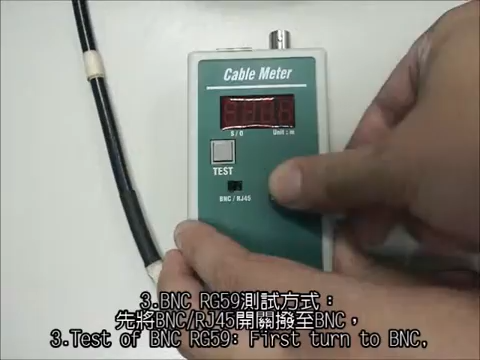 Cable Meter
S / O
Unit : m
TEST
BNC / RJ45
3.BNC RG59測試方式：
先將BNC/RJ45開關撥至BNC，
3.Test of BNC RG59: First turn to BNC.